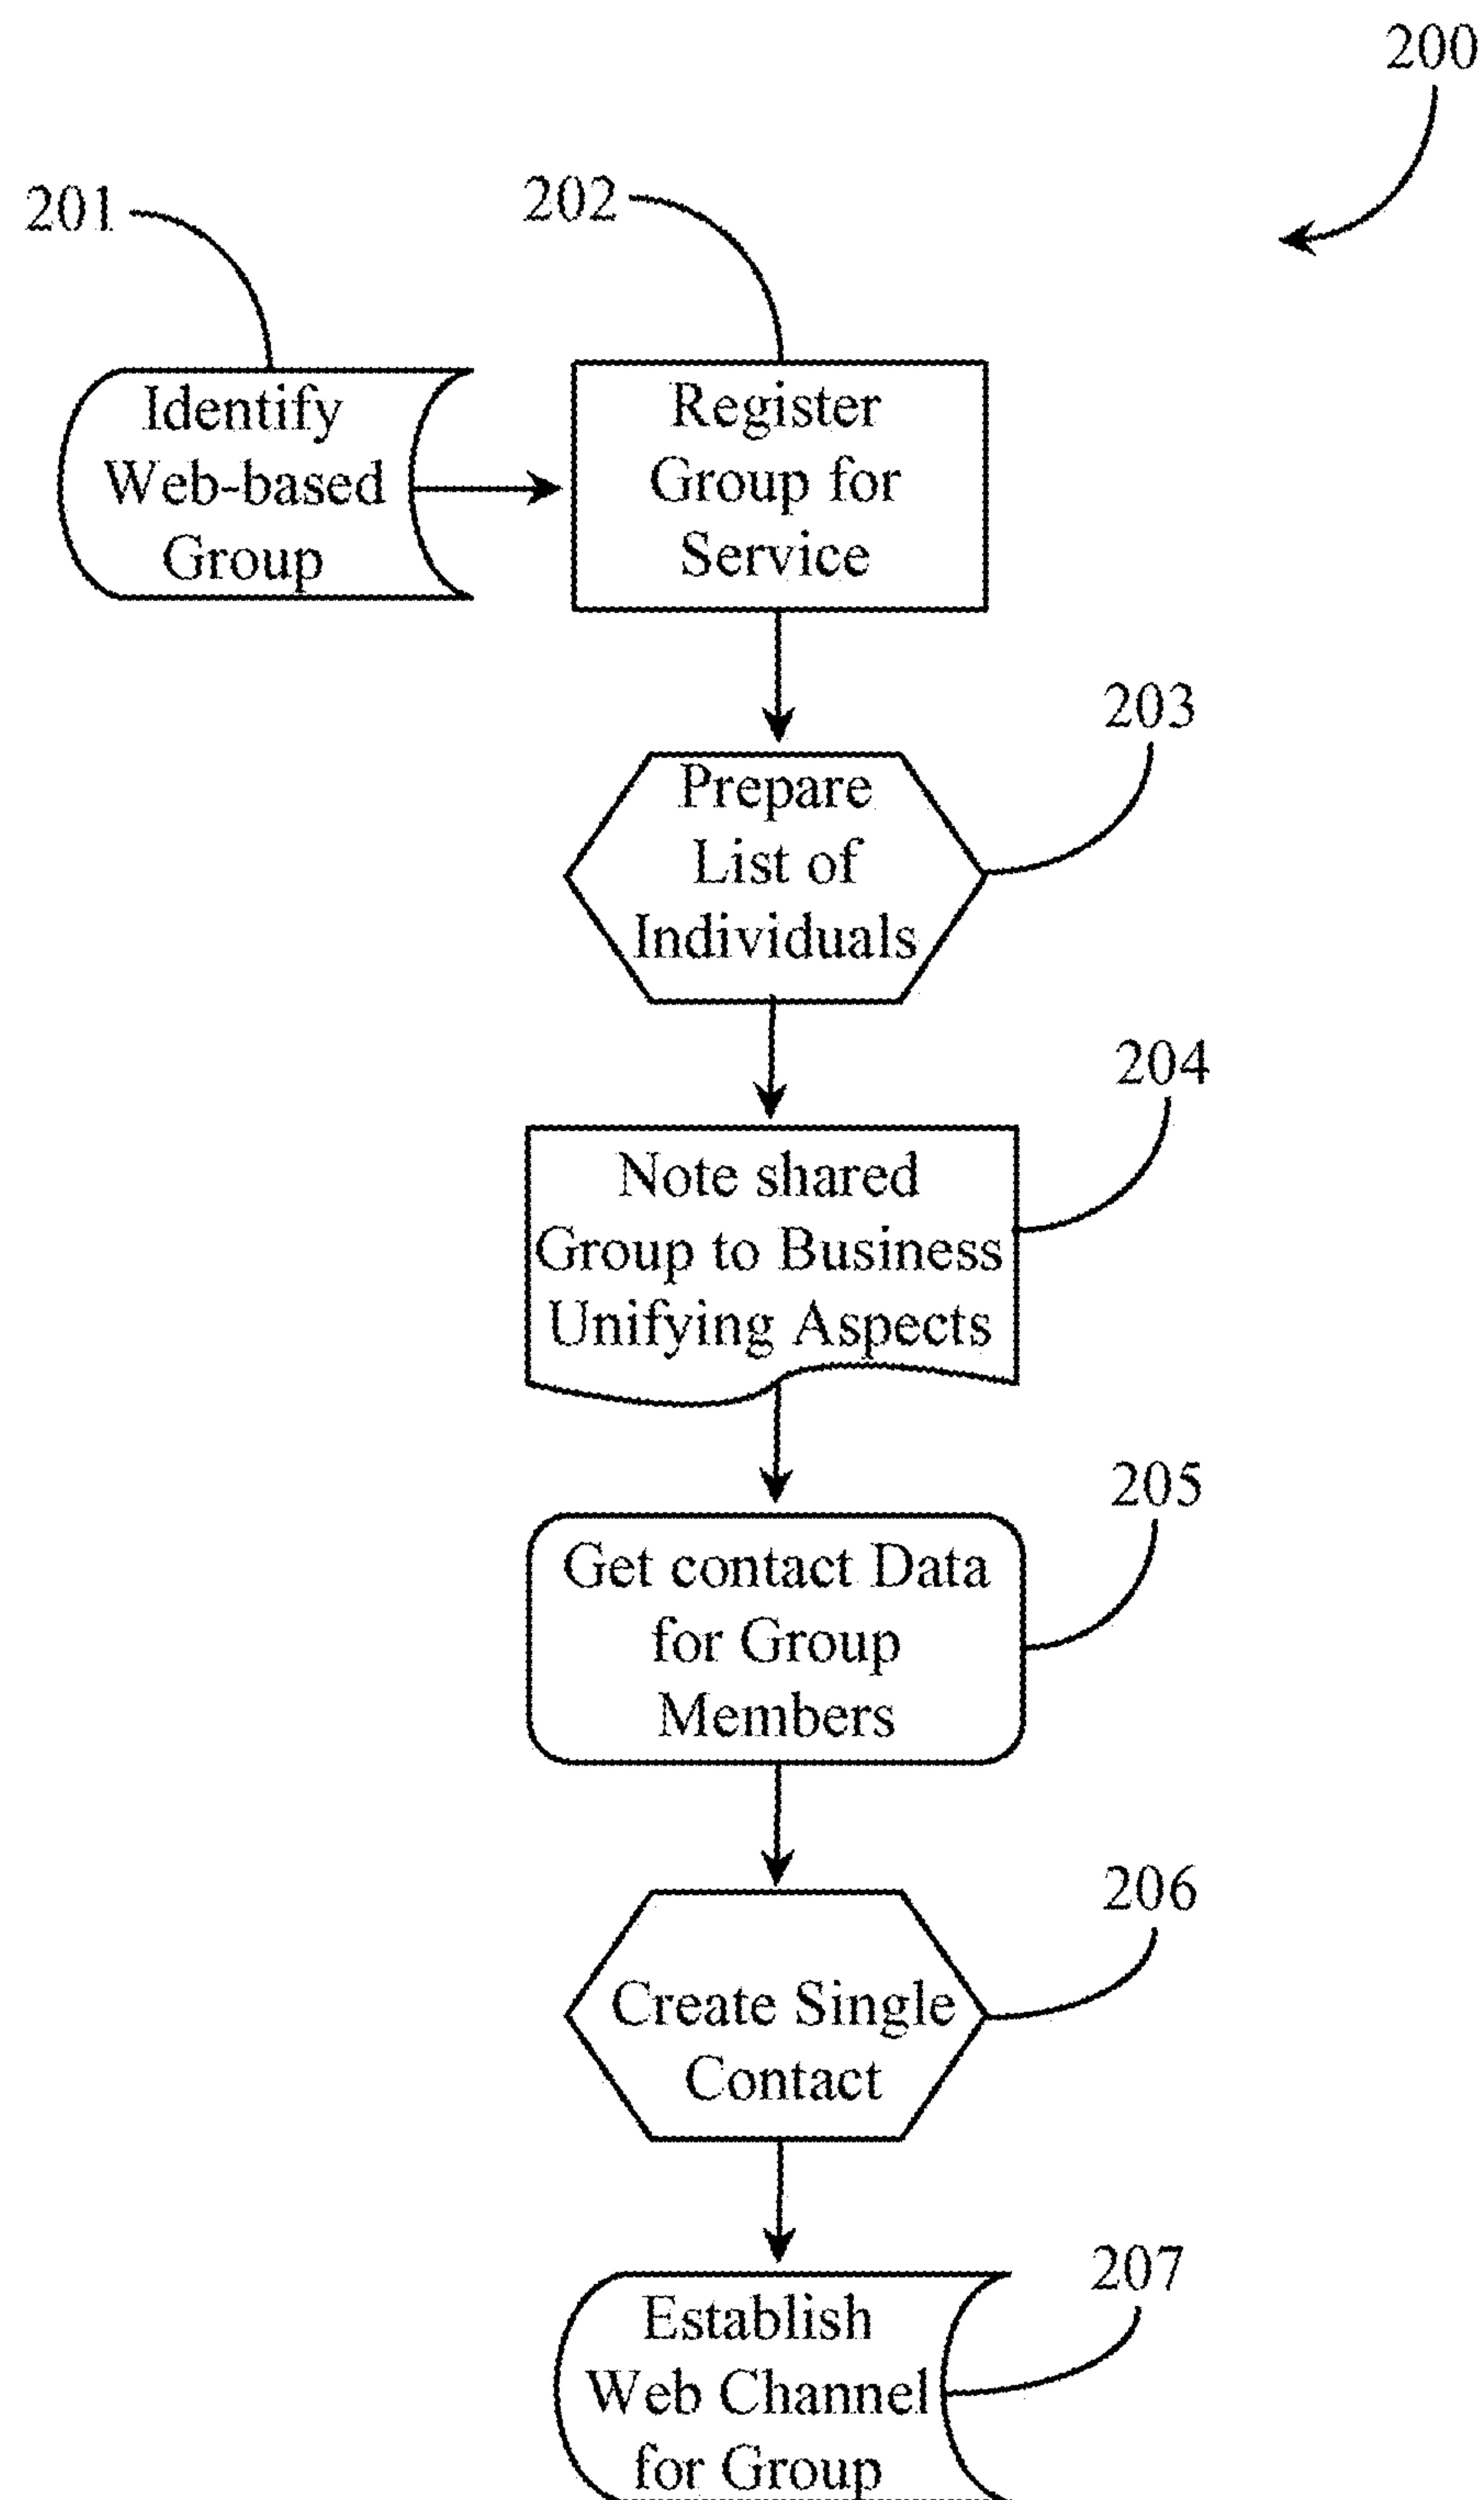 200
201
202
Identify
Web-based
Group
Register
Group for
Service
203
Prepare
List of
Individuals
204
Note shared
Group to Business
Unifying Aspects
205
Get contact Data
for Group
Members
206
Create Single
Contact
207
Establish
Web Channel
for Group